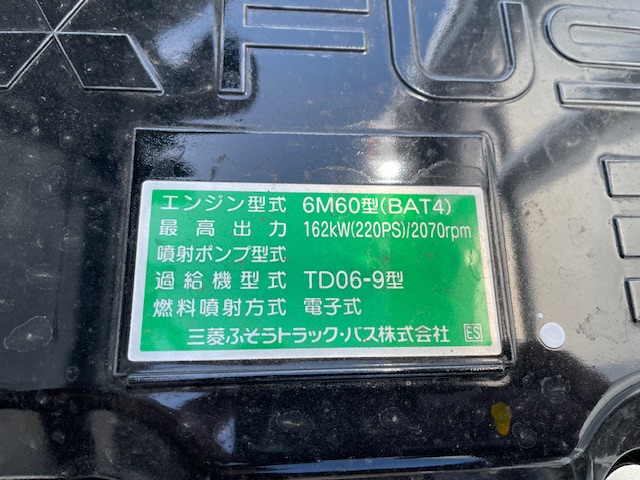 FUS
エンジン型式 6M60型(BAT4)
最高出力 162kW(220PS)/2070rpm
噴射ポンプ型式
過給機型式 TD06-9型
燃料噴射方式 電子式
三菱ふそうトラック・バス株式会社 ES